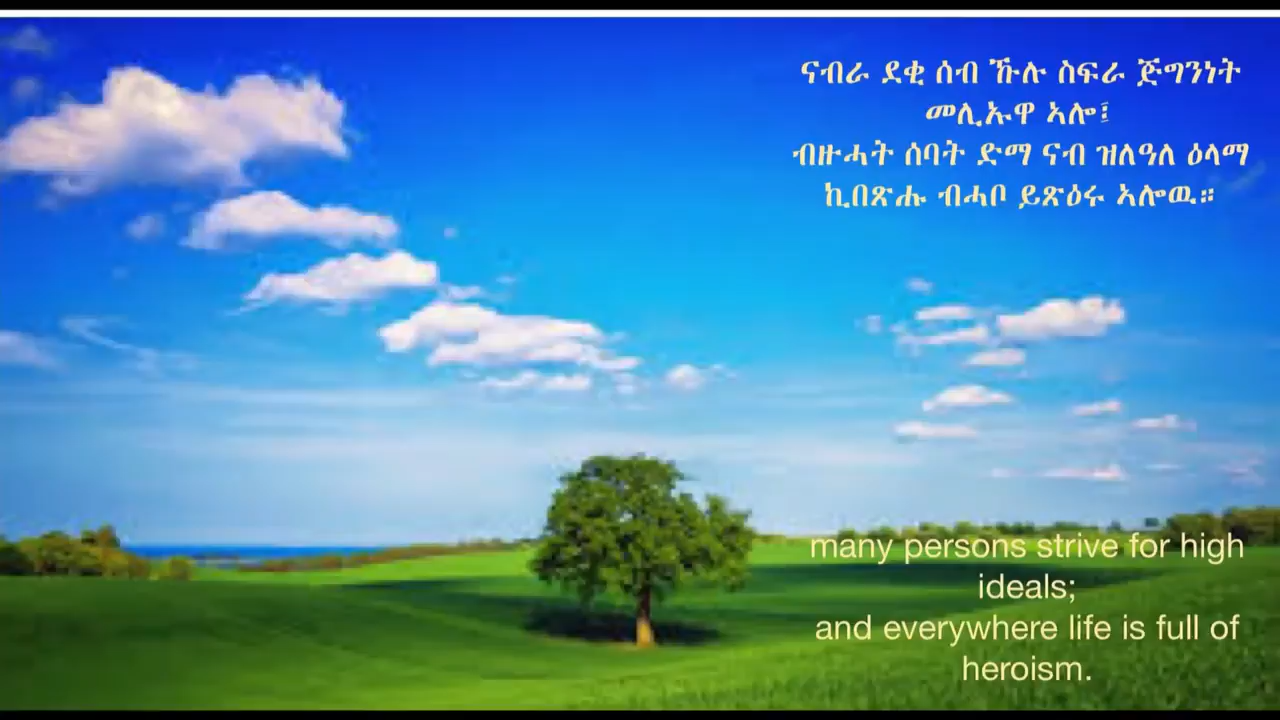 ናብራ ደቂ ሰብ ኹሉ ስፍራ ጅግንነት
መሊኡዋ ኣሎ፤
ብዙሓት ሰባት ድማ ናብ ዝለዓለ ዕላማ
ኪበጽሑ ብሓቦ ይጽዕሩ ኣሎዉ።
many persons strive for high
ideals;
and everywhere life is full of
heroism.